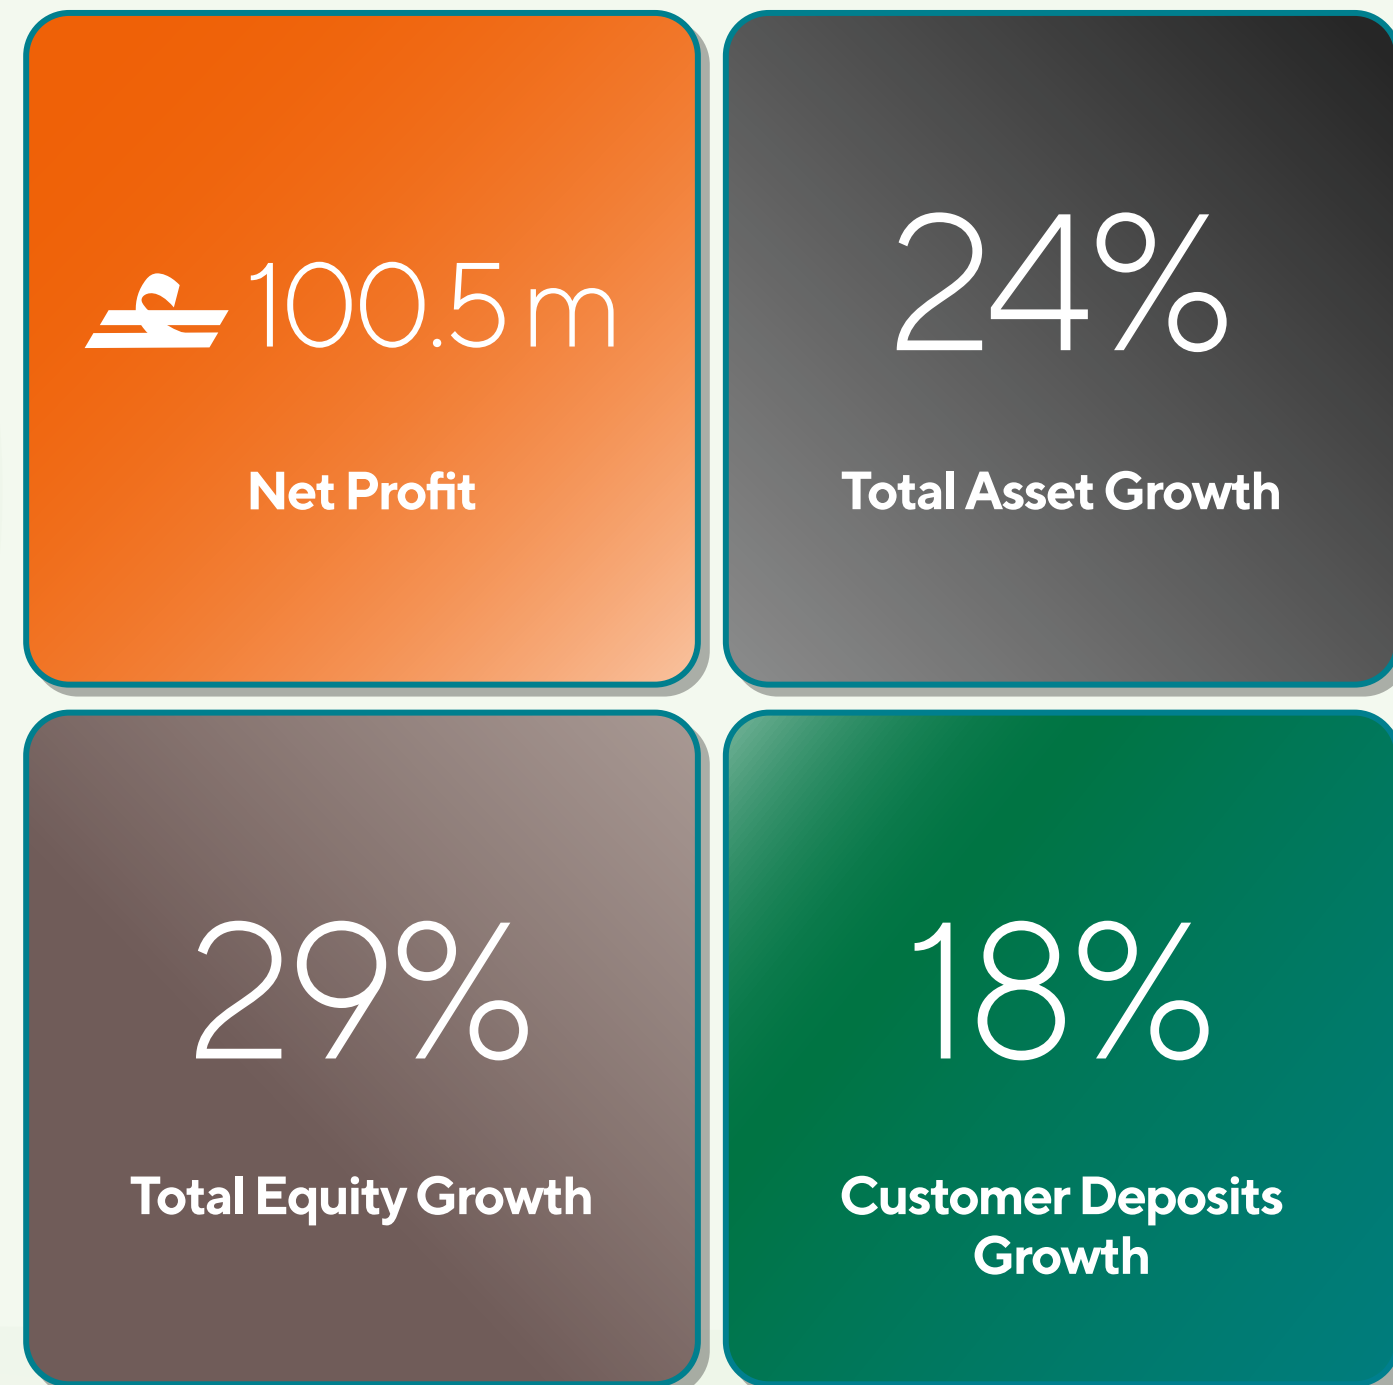 100.5 m
Net Profit
24%
Total Asset Growth
29%
Total Equity Growth
18%
Customer Deposits
Growth